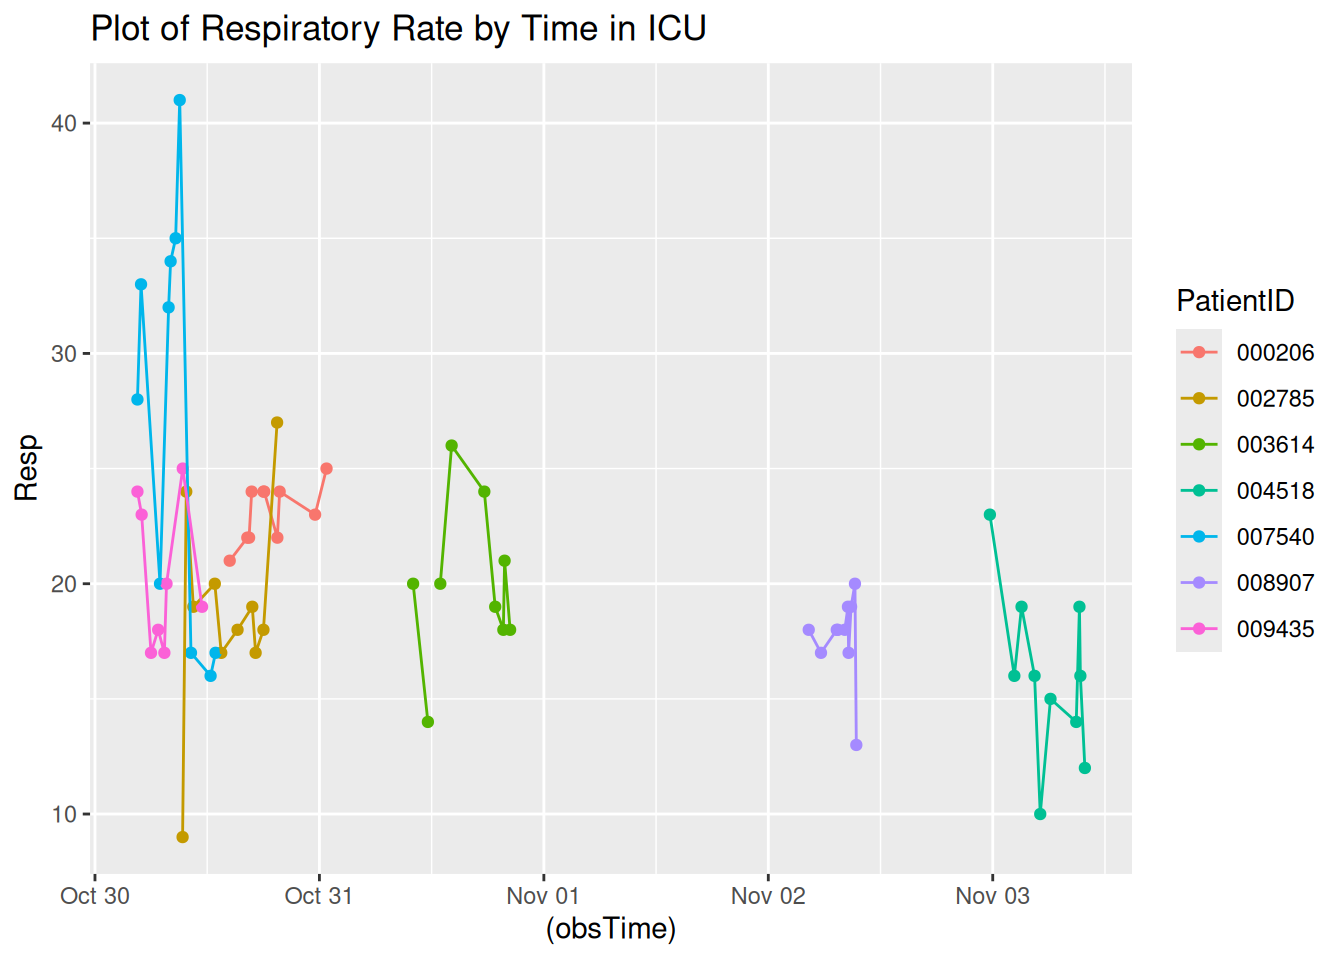 Plot of Respiratory Rate by Time in ICU
40
30
20
10
Resp
Oct 30 Oct 31 Nov 01 Nov 02 Nov 03
(obsTime)
PatientID
000206
002785
003614
004518
007540
008907
009435